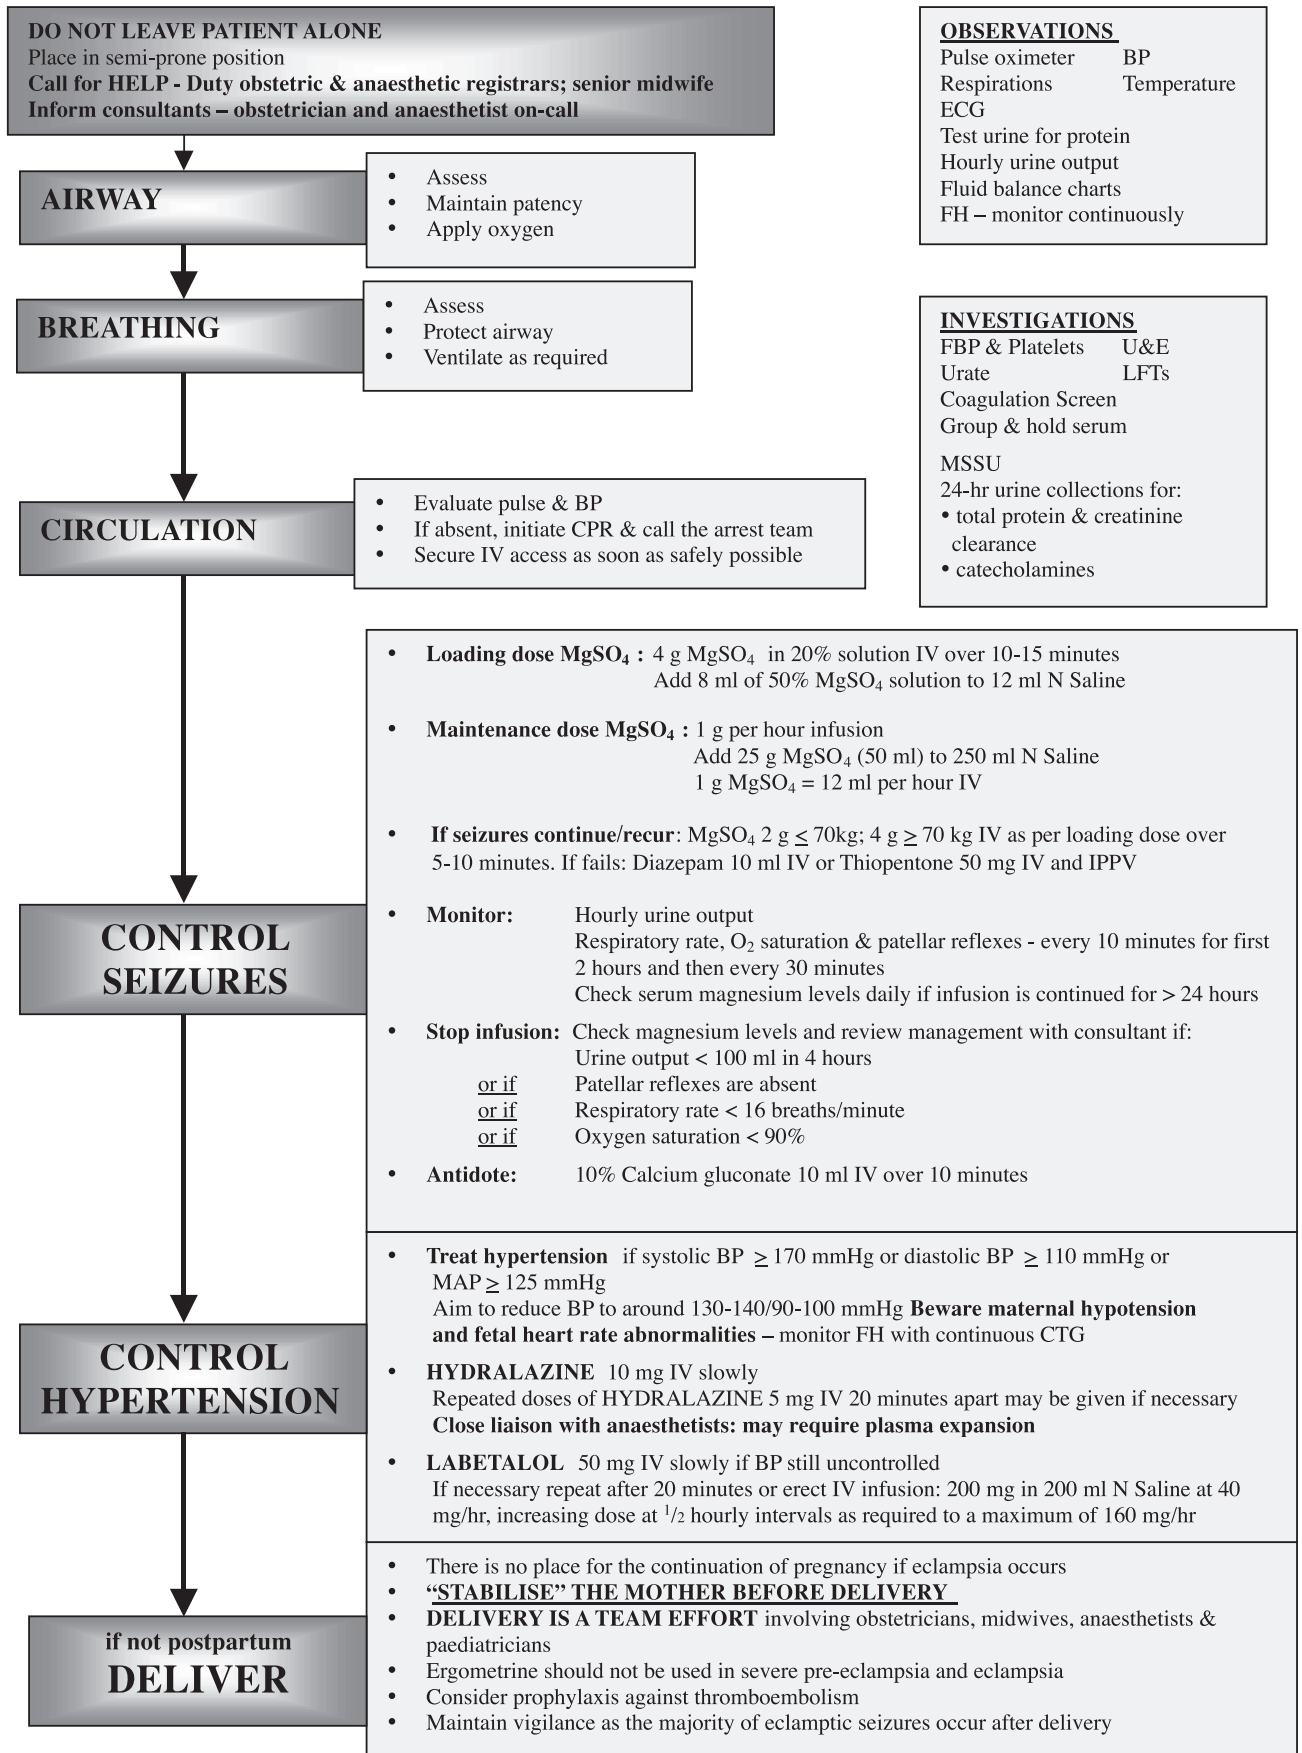 DO NOT LEAVE PATIENT ALONE
Place in semi-prone position
Call for HELP - Duty obstetric & anaesthetic registrars; senior midwife
Inform consultants – obstetrician and anaesthetist on-call
OBSERVATIONS
Pulse oximeter BP
Respirations Temperature
ECG
Test urine for protein
Hourly urine output
Fluid balance charts
FH – monitor continuously
AIRWAY
• Assess
• Maintain patency
• Apply oxygen
BREATHING
• Assess
• Protect airway
• Ventilate as required
INVESTIGATIONS
FBP & Platelets U&E
Urate LFTs
Coagulation Screen
Group & hold serum
MSSU
24-hr urine collections for:
• total protein & creatinine
clearance
• catecholamines
CIRCULATION
• Evaluate pulse & BP
• If absent, initiate CPR & call the arrest team
• Secure IV access as soon as safely possible
CONTROL
SEIZURES
• Loading dose MgSO₄ : 4 g MgSO₄ in 20% solution IV over 10-15 minutes
Add 8 ml of 50% MgSO₄ solution to 12 ml N Saline
• Maintenance dose MgSO₄ : 1 g per hour infusion
Add 25 g MgSO₄ (50 ml) to 250 ml N Saline
1 g MgSO₄ = 12 ml per hour IV
• If seizures continue/recur: MgSO₄ 2 g ≤ 70kg; 4 g ≥ 70 kg IV as per loading dose over
5-10 minutes. If fails: Diazepam 10 ml IV or Thiopentone 50 mg IV and IPPV
• Monitor: Hourly urine output
Respiratory rate, O₂ saturation & patellar reflexes - every 10 minutes for first
2 hours and then every 30 minutes
Check serum magnesium levels daily if infusion is continued for > 24 hours
• Stop infusion: Check magnesium levels and review management with consultant if:
Urine output < 100 ml in 4 hours
or if Patellar reflexes are absent
or if Respiratory rate < 16 breaths/minute
or if Oxygen saturation < 90%
• Antidote: 10% Calcium gluconate 10 ml IV over 10 minutes
CONTROL
HYPERTENSION
• Treat hypertension if systolic BP ≥ 170 mmHg or diastolic BP ≥ 110 mmHg or
MAP ≥ 125 mmHg
Aim to reduce BP to around 130-140/90-100 mmHg Beware maternal hypotension
and fetal heart rate abnormalities – monitor FH with continuous CTG
• HYDRALAZINE 10 mg IV slowly
Repeated doses of HYDRALAZINE 5 mg IV 20 minutes apart may be given if necessary
Close liaison with anaesthetists: may require plasma expansion
• LABETALOL 50 mg IV slowly if BP still uncontrolled
If necessary repeat after 20 minutes or erect IV infusion: 200 mg in 200 ml N Saline at 40
mg/hr, increasing dose at 1/2 hourly intervals as required to a maximum of 160 mg/hr
if not postpartum
DELIVER
• There is no place for the continuation of pregnancy if eclampsia occurs
• “STABILISE” THE MOTHER BEFORE DELIVERY
• DELIVERY IS A TEAM EFFORT involving obstetricians, midwives, anaesthetists &
paediatricians
• Ergometrine should not be used in severe pre-eclampsia and eclampsia
• Consider prophylaxis against thromboembolism
• Maintain vigilance as the majority of eclamptic seizures occur after delivery